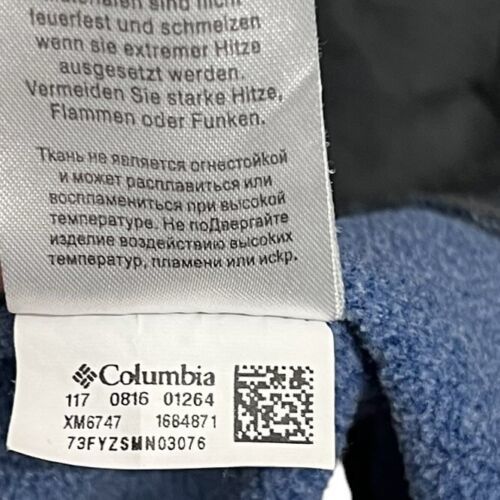 sind nicht
feuerfest und schmelzen
wenn sie extremer Hitze
ausgesetzt werden.
Vermeiden Sie starke Hitze,
Flammen oder Funken.
Ткань не является огнестойкой
и может расплавиться или
воспламениться при высокой
температуре. Не подвергайте
изделие воздействию высоких
температур, пламени или искр.
Columbia
117 0816 01264
XM6747 1684871
73FYZSMN03076